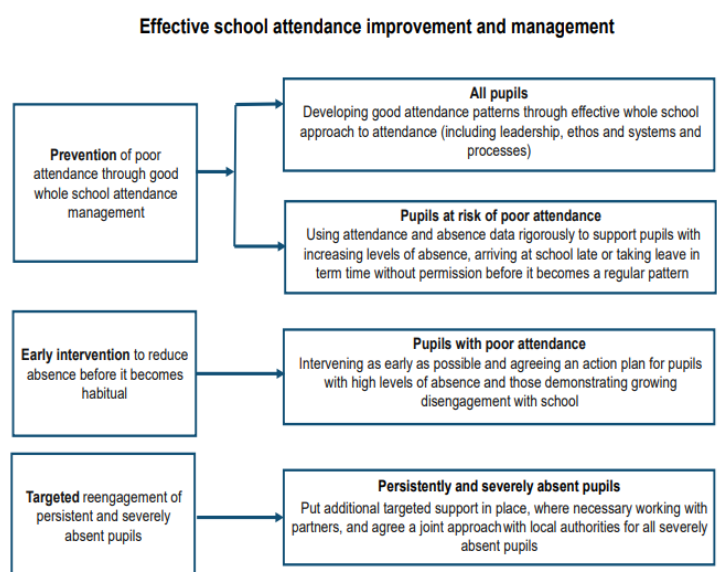 Effective school attendance improvement and management
Prevention of poor
attendance through good
whole school attendance
management
All pupils
Developing good attendance patterns through effective whole school
approach to attendance (including leadership, ethos and systems and
processes)
Pupils at risk of poor attendance
Using attendance and absence data rigorously to support pupils with
increasing levels of absence, arriving at school late or taking leave in
term time without permission before it becomes a regular pattern
Early intervention to reduce
absence before it becomes
habitual
Pupils with poor attendance
Intervening as early as possible and agreeing an action plan for pupils
with high levels of absence and those demonstrating growing
disengagement with school
Targeted reengagement of
persistent and severely
absent pupils
Persistently and severely absent pupils
Put additional targeted support in place, where necessary working with
partners, and agree a joint approach with local authorities for all severely
absent pupils